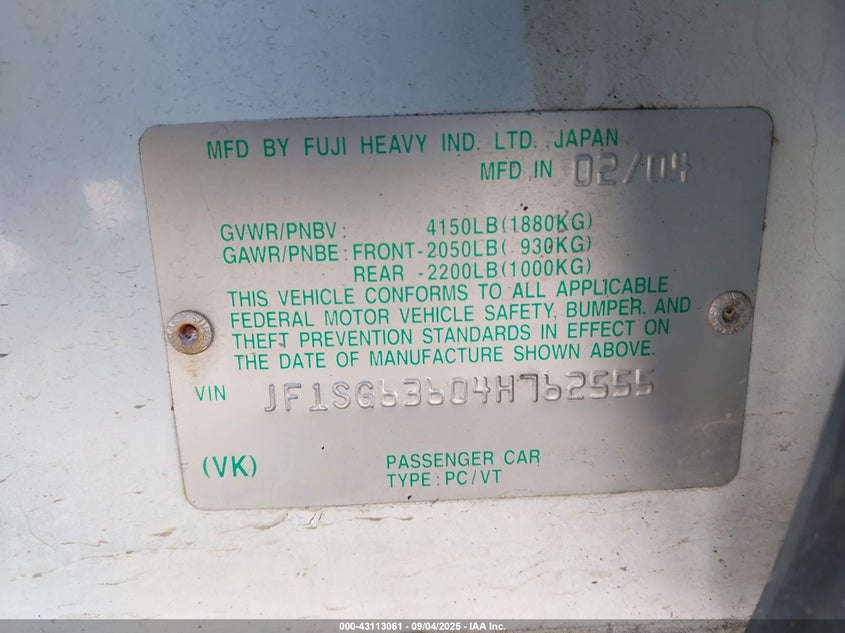 MFD BY FUJI HEAVY IND. LTD. JAPAN
MFD IN 02/04
GVWR/PNBV: 4150LB(1880KG)
GAWR/PNBE: FRONT-2050LB( 930KG)
REAR -2200LB(1000KG)
THIS VEHICLE CONFORMS TO ALL APPLICABLE
FEDERAL MOTOR VEHICLE SAFETY, BUMPER, AND
THEFT PREVENTION STANDARDS IN EFFECT ON
THE DATE OF MANUFACTURE SHOWN ABOVE.
VIN JF1SG63604H762555
(VK) PASSENGER CAR
TYPE: PC/VT
000-43113061 - 09/04/2025 - IAA Inc.